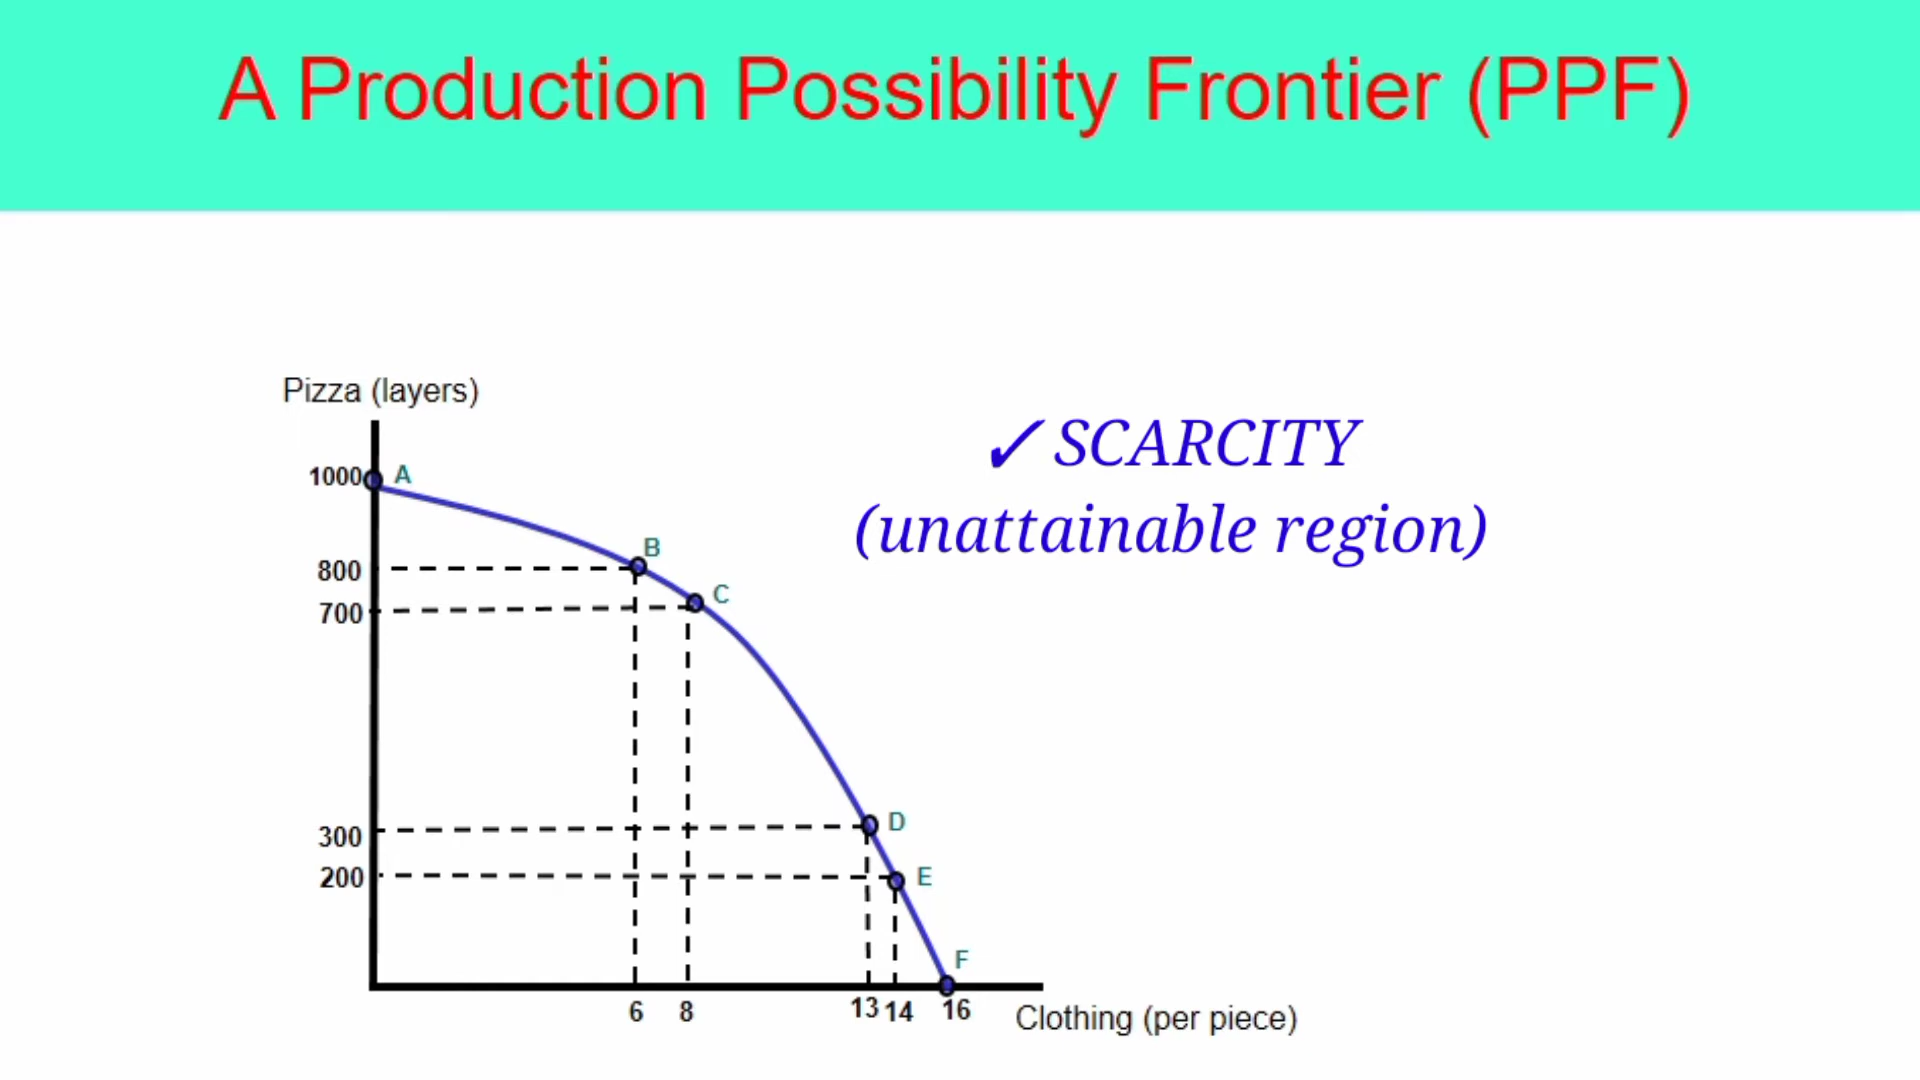 A Production Possibility Frontier (PPF)
Pizza (layers)
✓ SCARCITY
(unattainable region)
1000 A
B
800
C
700
D
300
E
200
F
6 8 13 14 16
Clothing (per piece)